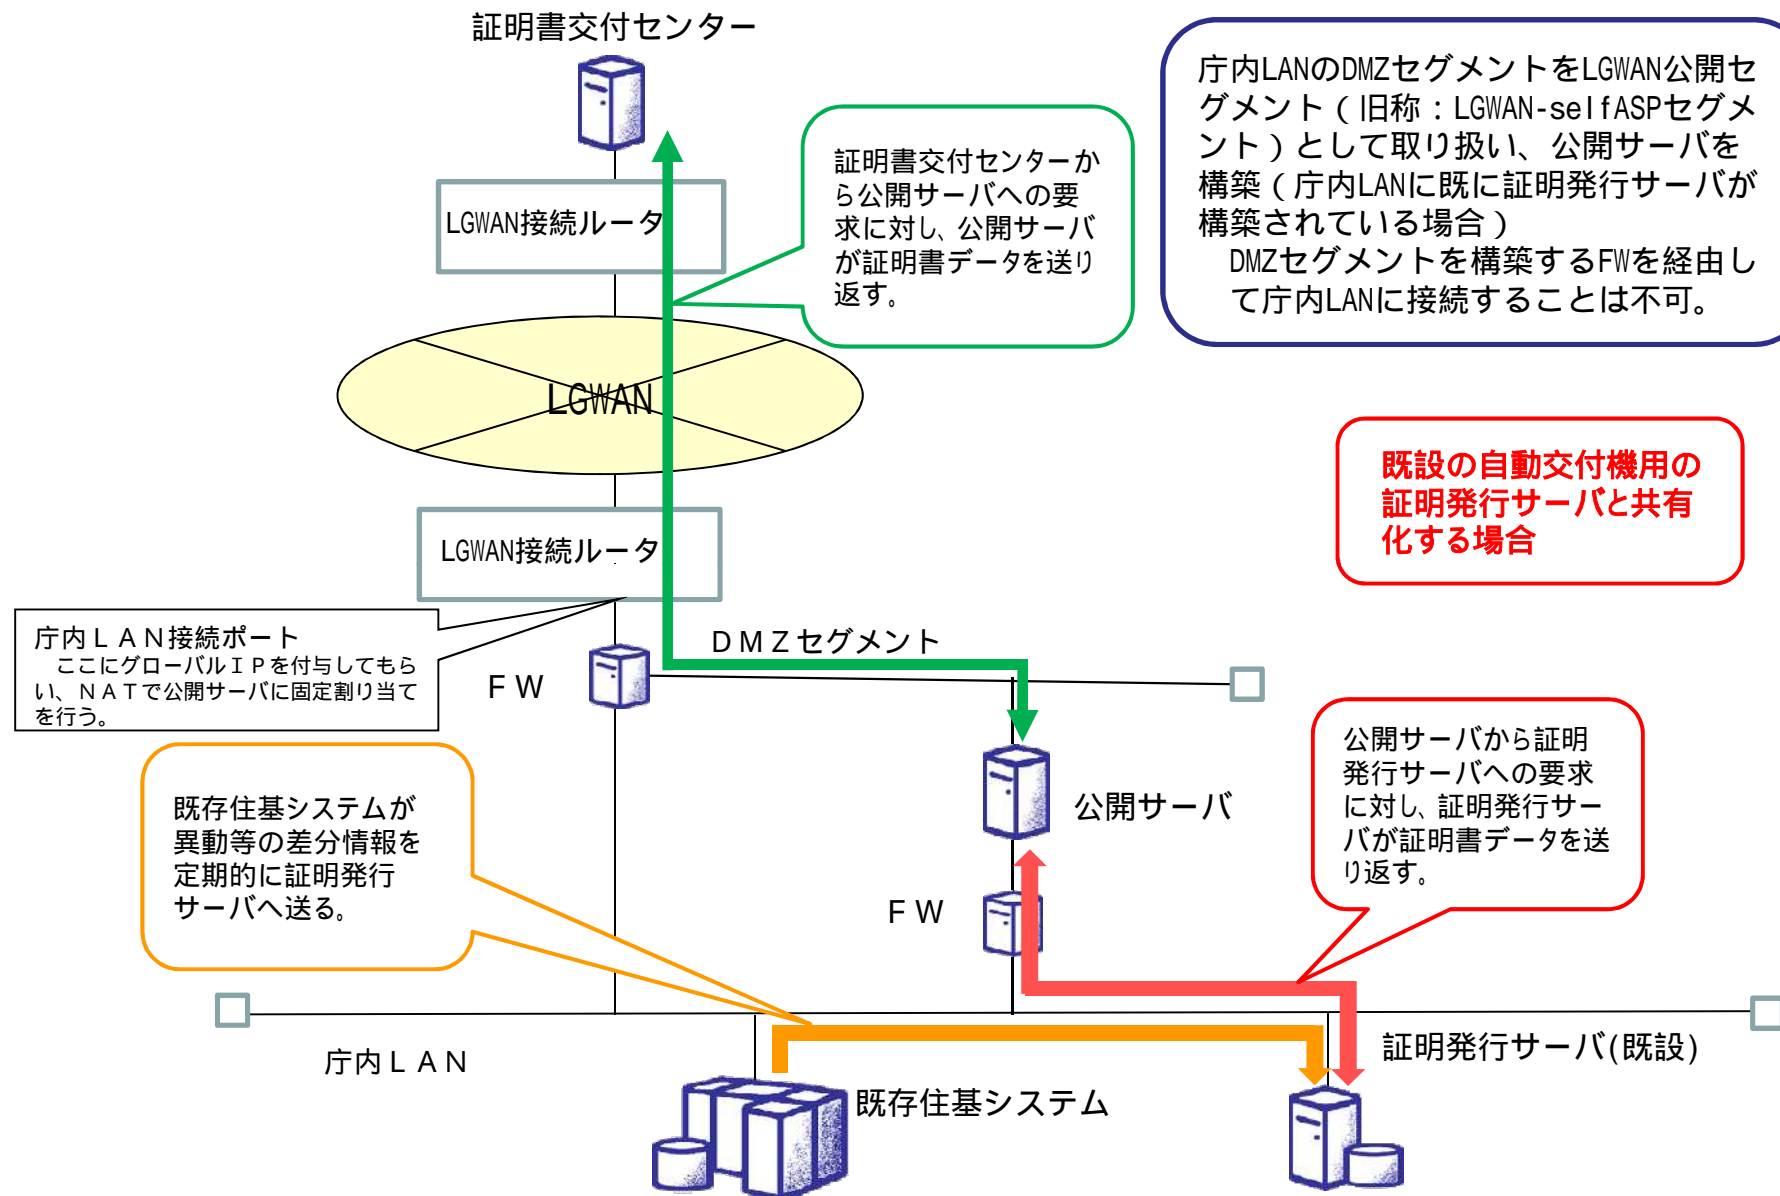 証明書交付センター
庁内LANのDMZセグメントをLGWAN公開セ
グメント（旧称：LGWAN-selfASPセグメ
ント）として取り扱い、公開サーバを
構築（庁内LANに既に証明発行サーバが
構築されている場合）
DMZセグメントを構築するFWを経由し
て庁内LANに接続することは不可。
証明書交付センターか
ら公開サーバへの要
求に対し、公開サーバ
が証明書データを送り
返す。
LGWAN接続ルータ
LGWAN
既設の自動交付機用の
証明発行サーバと共有
化する場合
LGWAN接続ルータ
庁内ＬＡＮ接続ポート
ここにグローバルＩＰを付与してもら
い、ＮＡＴで公開サーバに固定割り当て
を行う。
ＤＭＺセグメント
ＦＷ
公開サーバから証明
発行サーバへの要求
に対し、証明発行サー
バが証明書データを送
り返す。
既存住基システムが
異動等の差分情報を
定期的に証明発行
サーバへ送る。
公開サーバ
ＦＷ
庁内ＬＡＮ
証明発行サーバ(既設)
既存住基システム